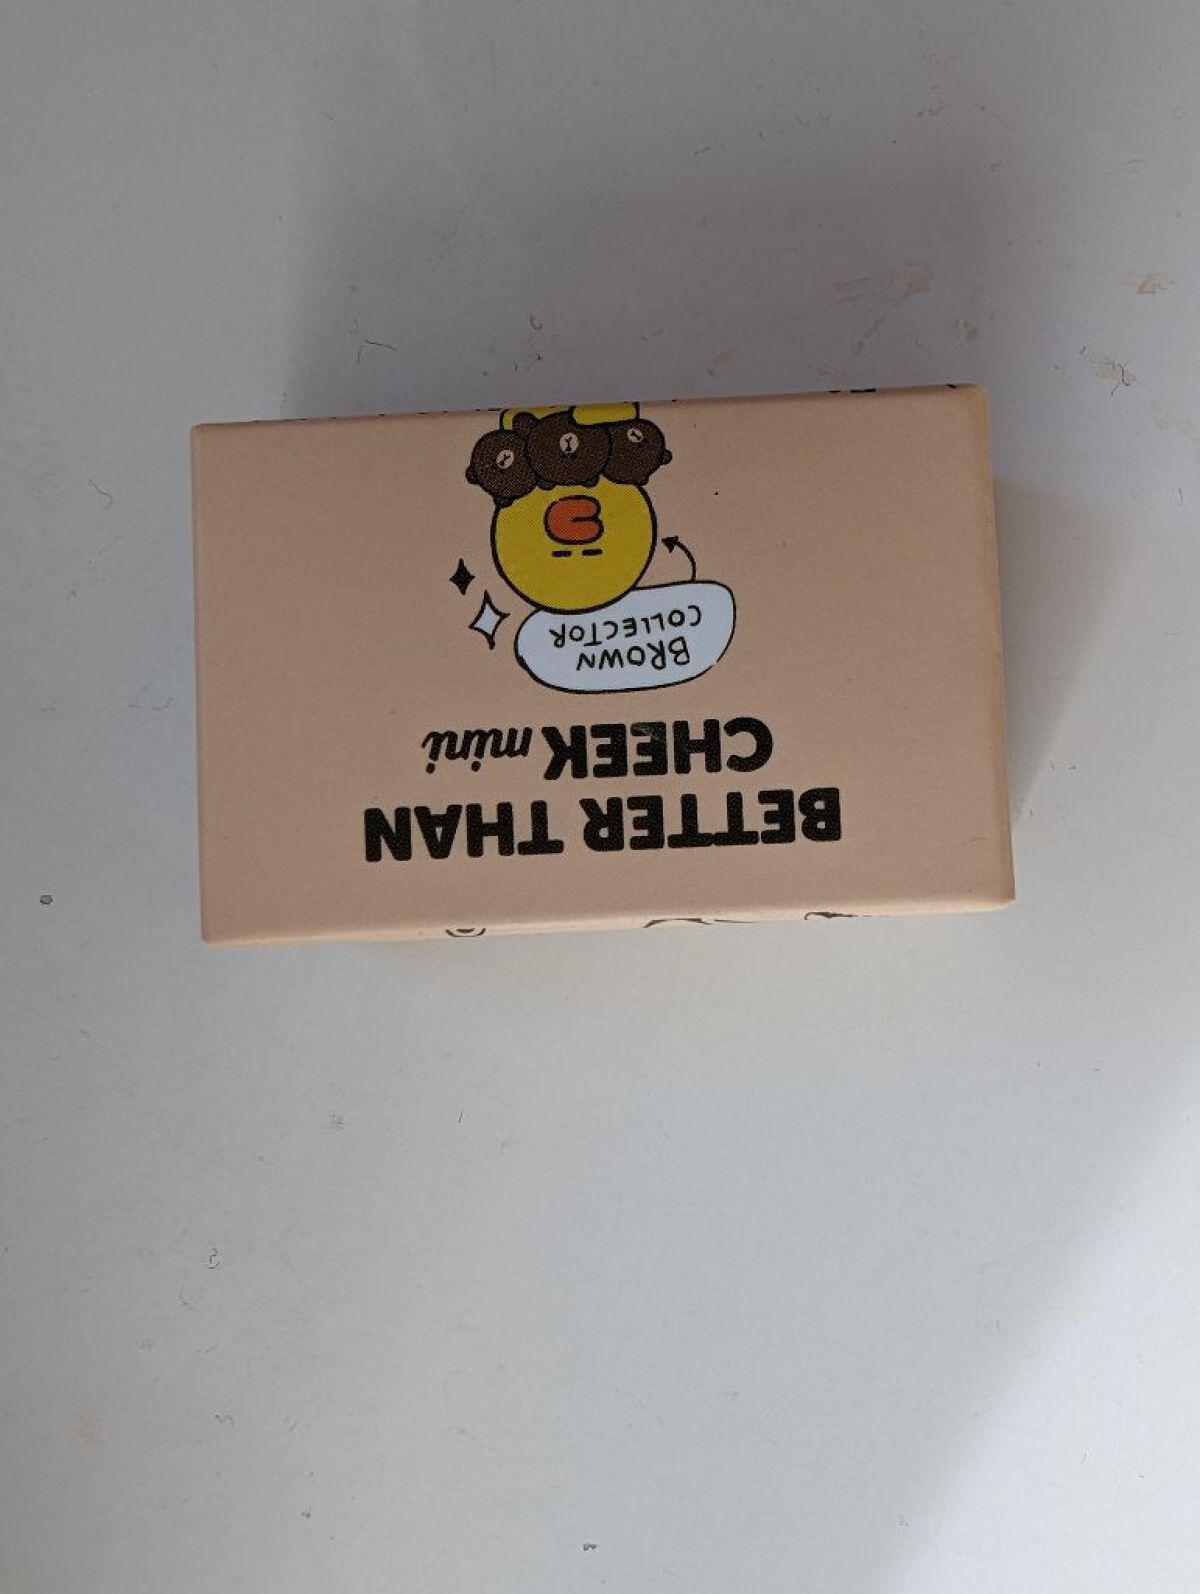 BETTER THAN
CHEEK mini
BROWN
COLLECTOR